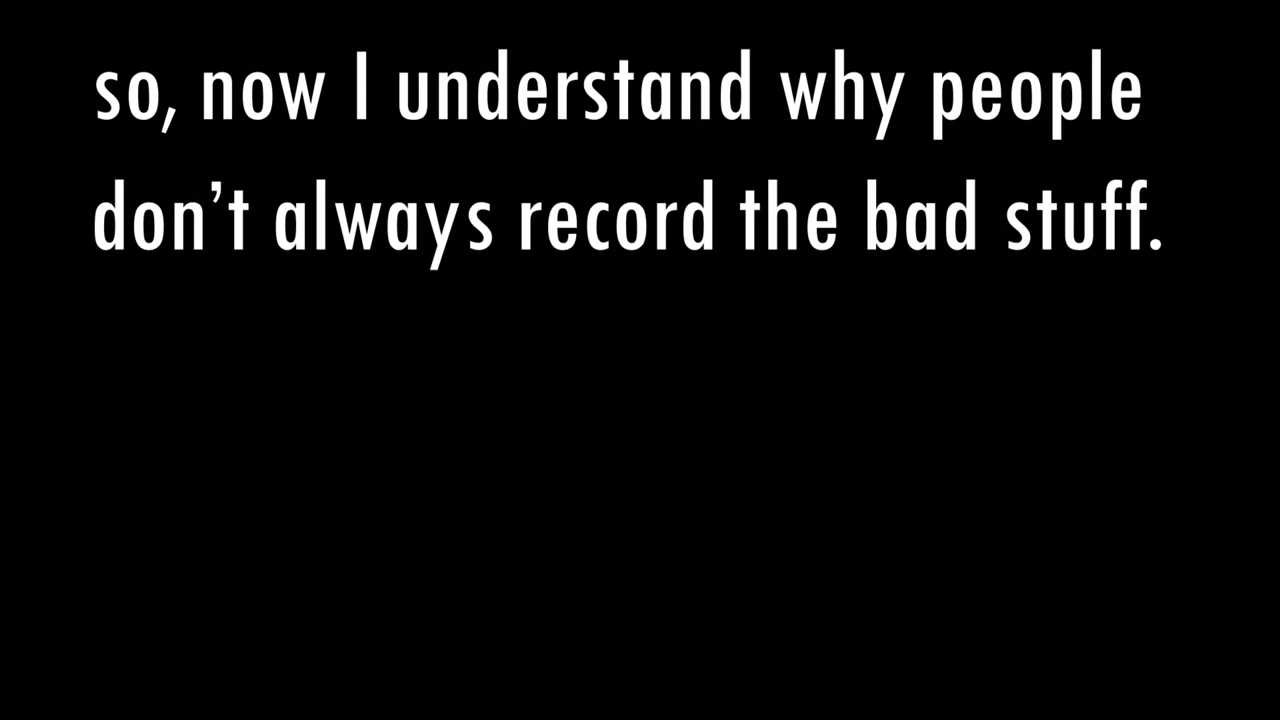 so, now I understand why people
don’t always record the bad stuff.